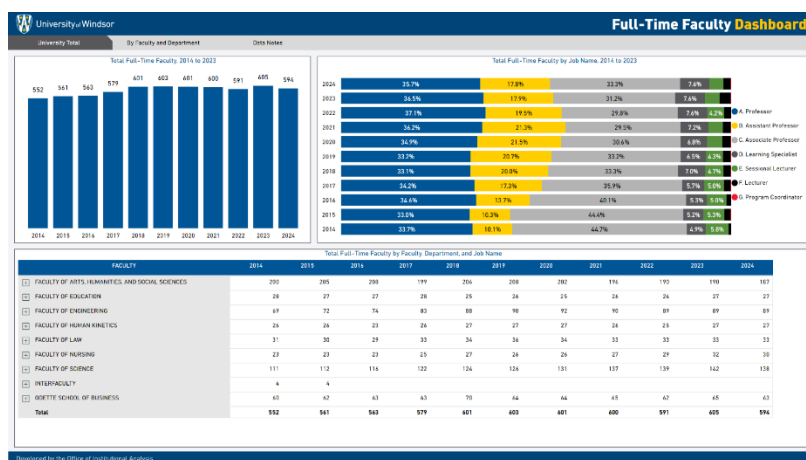 University of Windsor
Full-Time Faculty Dashboard
University Total By Faculty and Department Data Notes
Total Full-Time Faculty, 2014 to 2023
552 561 563 579 601 603 601 600 591 605 594
2014 2015 2016 2017 2018 2019 2020 2021 2022 2023 2024
Total Full-Time Faculty by Job Name, 2014 to 2023
2024 35.7% 17.8% 33.3% 7.6%
2023 36.5% 17.9% 31.2% 7.6%
2022 37.1% 19.5% 29.8% 7.6% 4.2%
2021 36.2% 21.3% 29.5% 7.2%
2020 34.9% 21.5% 30.6% 6.8%
2019 33.2% 20.7% 33.2% 6.5% 4.3%
2018 33.1% 20.0% 33.3% 7.0% 4.7%
2017 34.2% 17.3% 35.9% 5.7% 5.0%
2016 34.6% 13.7% 40.1% 5.3% 5.0%
2015 33.0% 10.3% 44.4% 5.2% 5.3%
2014 33.7% 10.1% 44.7% 4.9% 5.8%
A. Professor
B. Assistant Professor
C. Associate Professor
D. Learning Specialist
E. Sessional Lecturer
F. Lecturer
G. Program Coordinator
Total Full-Time Faculty by Faculty, Department, and Job Name
FACULTY 2014 2015 2016 2017 2018 2019 2020 2021 2022 2023 2024
FACULTY OF ARTS, HUMANITIES, AND SOCIAL SCIENCES 200 205 200 199 204 200 202 196 193 190 187
FACULTY OF EDUCATION 28 27 27 28 25 26 25 26 26 27 27
FACULTY OF ENGINEERING 69 72 74 83 88 90 92 90 89 89 89
FACULTY OF HUMAN KINETICS 26 26 23 26 27 27 27 26 25 27 27
FACULTY OF LAW 31 30 29 33 34 36 34 33 33 33 33
FACULTY OF NURSING 23 23 23 25 27 26 26 27 29 32 30
FACULTY OF SCIENCE 111 112 116 122 124 126 131 137 139 142 138
INTERFACULTY 4 4
ODETTE SCHOOL OF BUSINESS 60 62 63 63 70 64 64 65 62 65 63
Total 552 561 563 579 601 603 601 600 591 605 594
Developed by the Office of Institutional Analysis